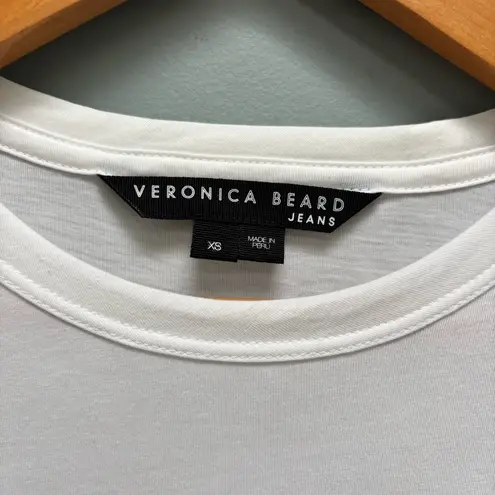 VERONICA BEARD
JEANS
XS
MADE IN
PERU